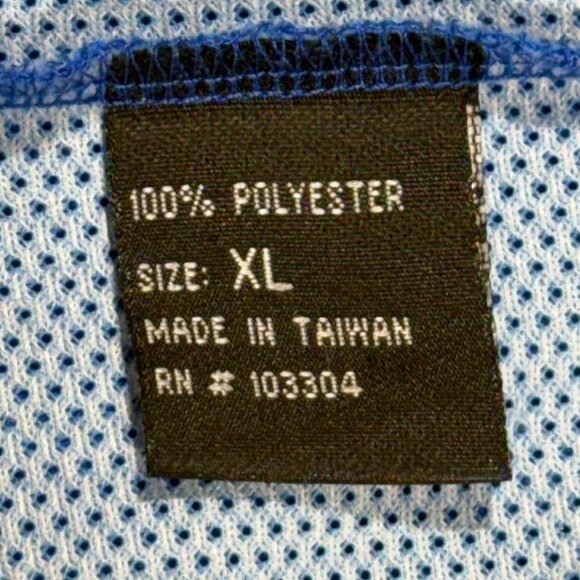 100% POLYESTER
SIZE: XL
MADE IN TAIWAN
RN # 103304